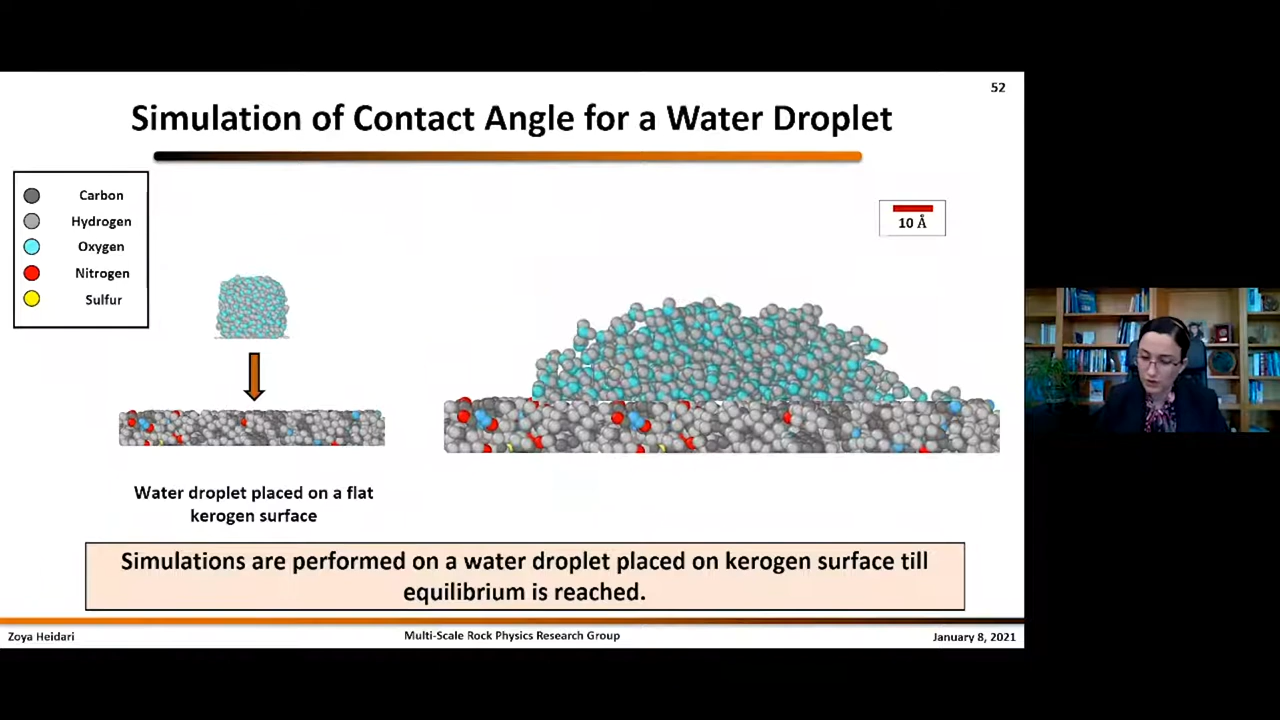 52
Simulation of Contact Angle for a Water Droplet
Carbon
Hydrogen
Oxygen
Nitrogen
Sulfur
10 Å
Water droplet placed on a flat
kerogen surface
Simulations are performed on a water droplet placed on kerogen surface till
equilibrium is reached.
Zoya Heidari
Multi-Scale Rock Physics Research Group
January 8, 2021